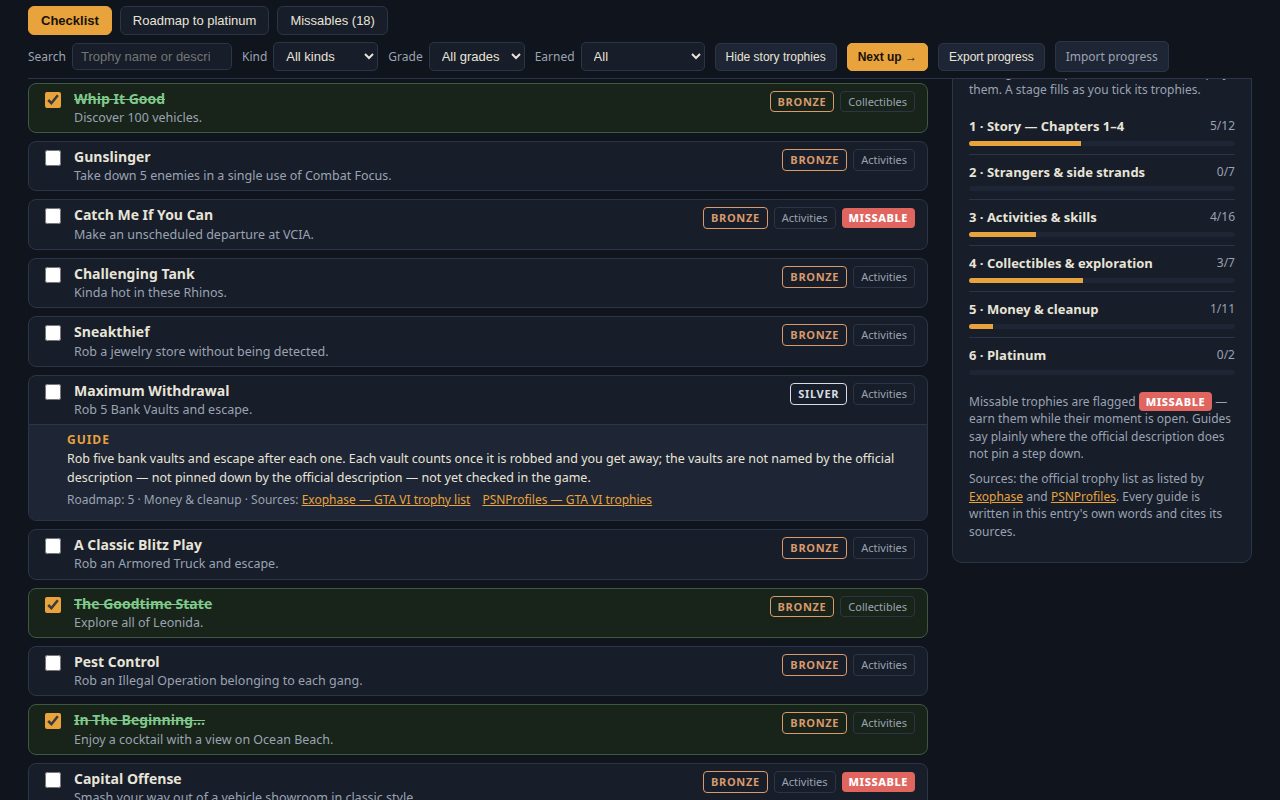 Checklist
Roadmap to platinum
Missables (18)
Search
Trophy name or descri
Kind
All kinds
Grade
All grades
Earned
All
Hide story trophies
Next up →
Export progress
Import progress
Whip It Good
BRONZE
Collectibles
Discover 100 vehicles.
Gunslinger
BRONZE
Activities
Take down 5 enemies in a single use of Combat Focus.
Catch Me If You Can
BRONZE
Activities
MISSABLE
Make an unscheduled departure at VCIA.
Challenging Tank
BRONZE
Activities
Kinda hot in these Rhinos.
Sneakthief
BRONZE
Activities
Rob a jewelry store without being detected.
Maximum Withdrawal
SILVER
Activities
Rob 5 Bank Vaults and escape.
GUIDE
Rob five bank vaults and escape after each one. Each vault counts once it is robbed and you get away; the vaults are not named by the official
description — not pinned down by the official description — not yet checked in the game.
Roadmap: 5 · Money & cleanup · Sources: Exophase — GTA VI trophy list PSNProfiles — GTA VI trophies
A Classic Blitz Play
BRONZE
Activities
Rob an Armored Truck and escape.
The Goodtime State
BRONZE
Collectibles
Explore all of Leonida.
Pest Control
BRONZE
Activities
Rob an Illegal Operation belonging to each gang.
In The Beginning...
BRONZE
Activities
Enjoy a cocktail with a view on Ocean Beach.
Capital Offense
BRONZE
Activities
MISSABLE
Smash your way out of a vehicle showroom in classic style.
them. A stage fills as you tick its trophies.
1 · Story — Chapters 1–4
5/12
2 · Strangers & side strands
0/7
3 · Activities & skills
4/16
4 · Collectibles & exploration
3/7
5 · Money & cleanup
1/11
6 · Platinum
0/2
Missable trophies are flagged MISSABLE —
earn them while their moment is open. Guides
say plainly where the official description does
not pin a step down.
Sources: the official trophy list as listed by
Exophase and PSNProfiles. Every guide is
written in this entry's own words and cites its
sources.